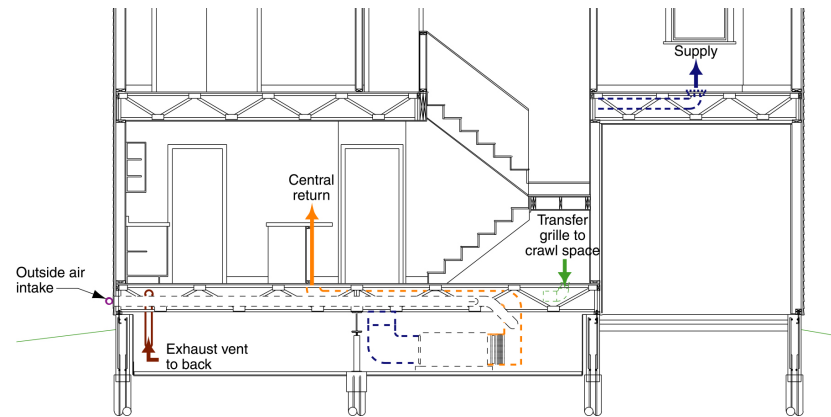 Supply
Central
return
Transfer
grille to
crawl space
Outside air
intake
Exhaust vent
to back